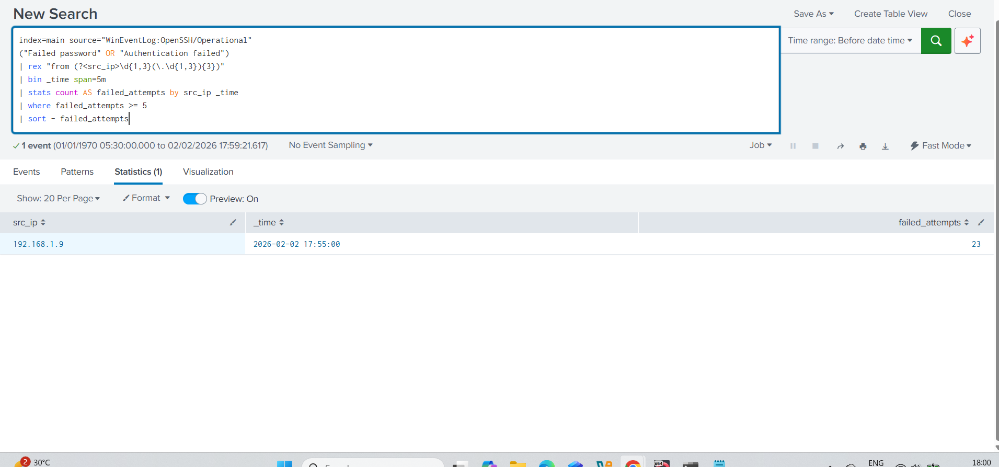 New Search
Save As
Create Table View
Close
index=main source="WinEventLog:OpenSSH/Operational"
("Failed password" OR "Authentication failed")
| rex "from (?<src_ip>\d{1,3}(\.\d{1,3}){3})"
| bin _time span=5m
| stats count AS failed_attempts by src_ip _time
| where failed_attempts >= 5
| sort - failed_attempts
Time range: Before date time
1 event (01/01/1970 05:30:00.000 to 02/02/2026 17:59:21.617)
No Event Sampling
Job
Fast Mode
Events
Patterns
Statistics (1)
Visualization
Show: 20 Per Page
Format
Preview: On
src_ip
_time
failed_attempts
192.168.1.9
2026-02-02 17:55:00
23
2
30°C
x64
ENG
18:00